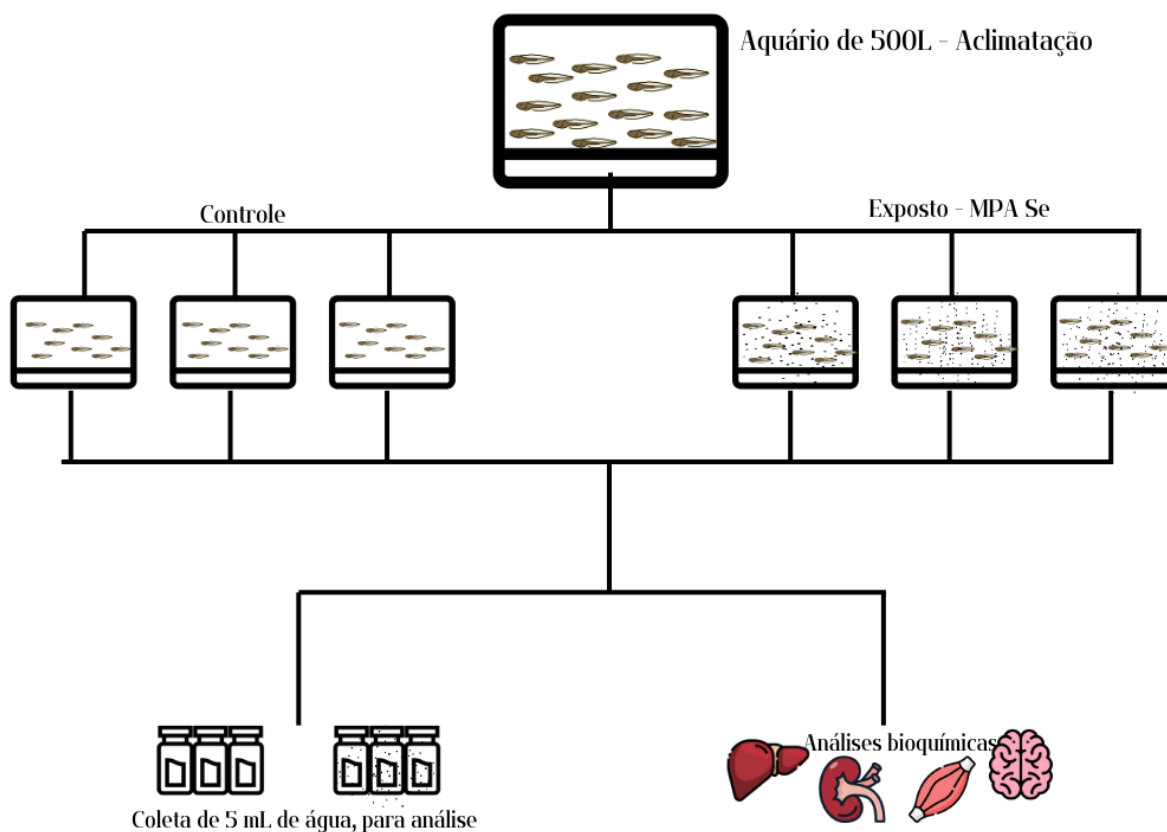 Aquário de 500L - Aclimatação
Controle
Exposto - MPA Se
Análises bioquímicas
Coleta de 5 mL de água, para análise